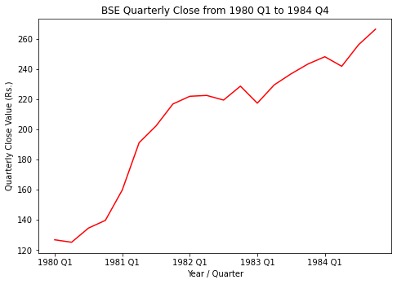 BSE Quarterly Close from 1980 Q1 to 1984 Q4
Quarterly Close Value (Rs.)
260
240
220
200
180
160
140
120
1980 Q1 1981 Q1 1982 Q1 1983 Q1 1984 Q1
Year / Quarter